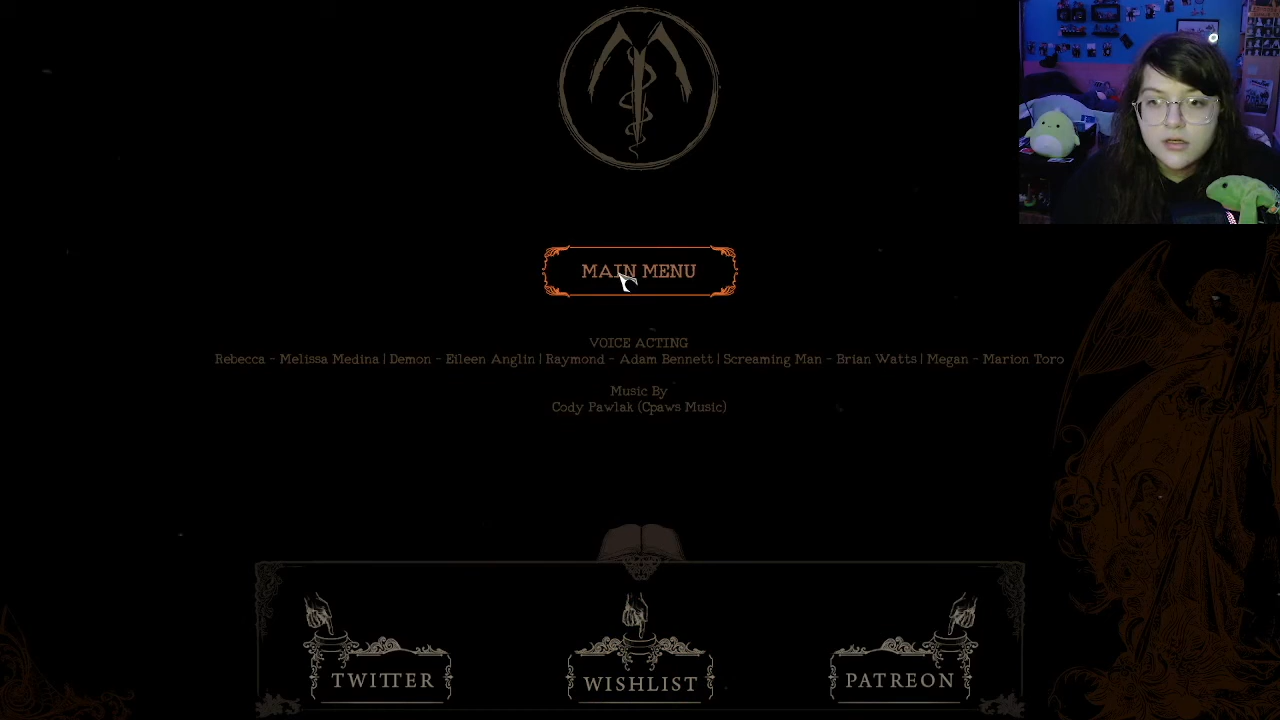 MAIN MENU
VOICE ACTING
Rebecca - Melissa Medina | Demon - Eileen Anglin | Raymond - Adam Bennett | Screaming Man - Brian Watts | Megan - Marion Toro
Music By
Cody Pawlak (Cpaws Music)
TWITTER
WISHLIST
PATREON